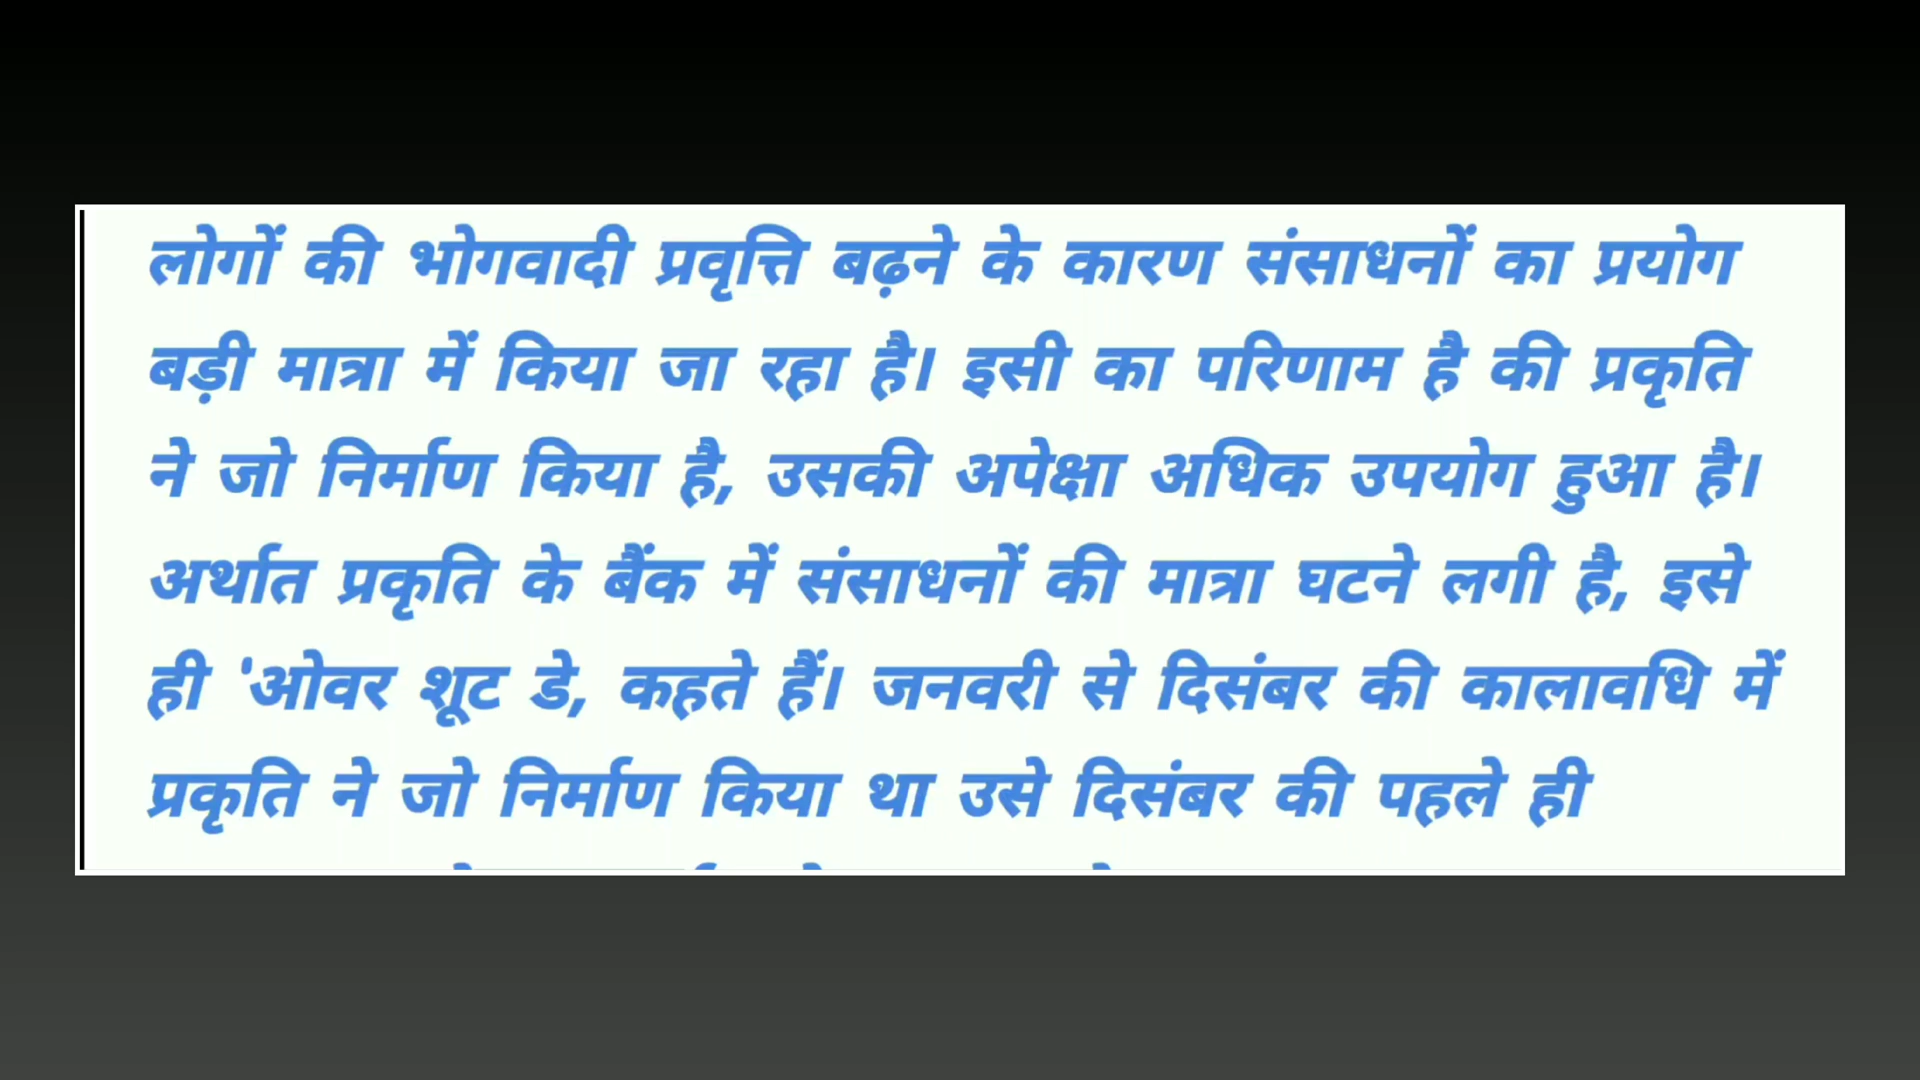 लोगों की भोगवादी प्रवृत्ति बढ़ने के कारण संसाधनों का प्रयोग
बड़ी मात्रा में किया जा रहा है। इसी का परिणाम है की प्रकृति
ने जो निर्माण किया है, उसकी अपेक्षा अधिक उपयोग हुआ है।
अर्थात प्रकृति के बैंक में संसाधनों की मात्रा घटने लगी है, इसे
ही 'ओवर शूट डे, कहते हैं। जनवरी से दिसंबर की कालावधि में
प्रकृति ने जो निर्माण किया था उसे दिसंबर की पहले ही